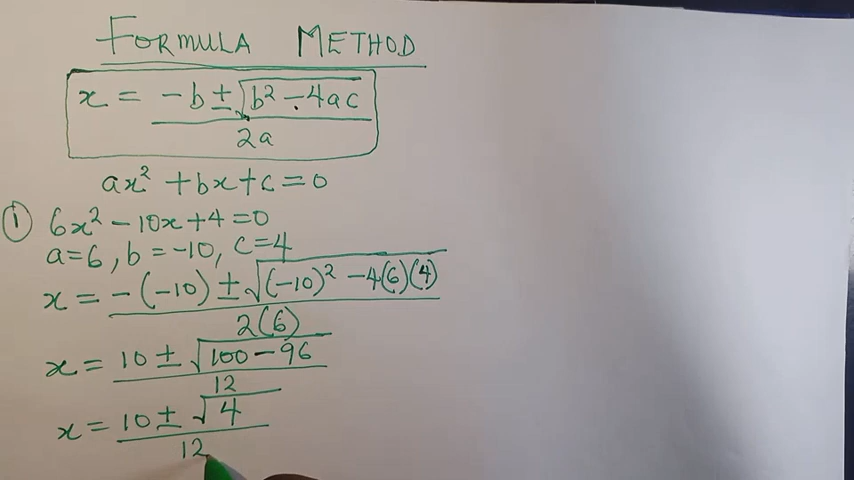 FORMULA METHOD
x = -b ± √(b² - 4ac) / 2a
ax² + bx + c = 0
① 6x² - 10x + 4 = 0
a = 6, b = -10, c = 4
x = -(-10) ± √((-10)² - 4(6)(4)) / 2(6)
x = 10 ± √(100 - 96) / 12
x = 10 ± √4 / 12